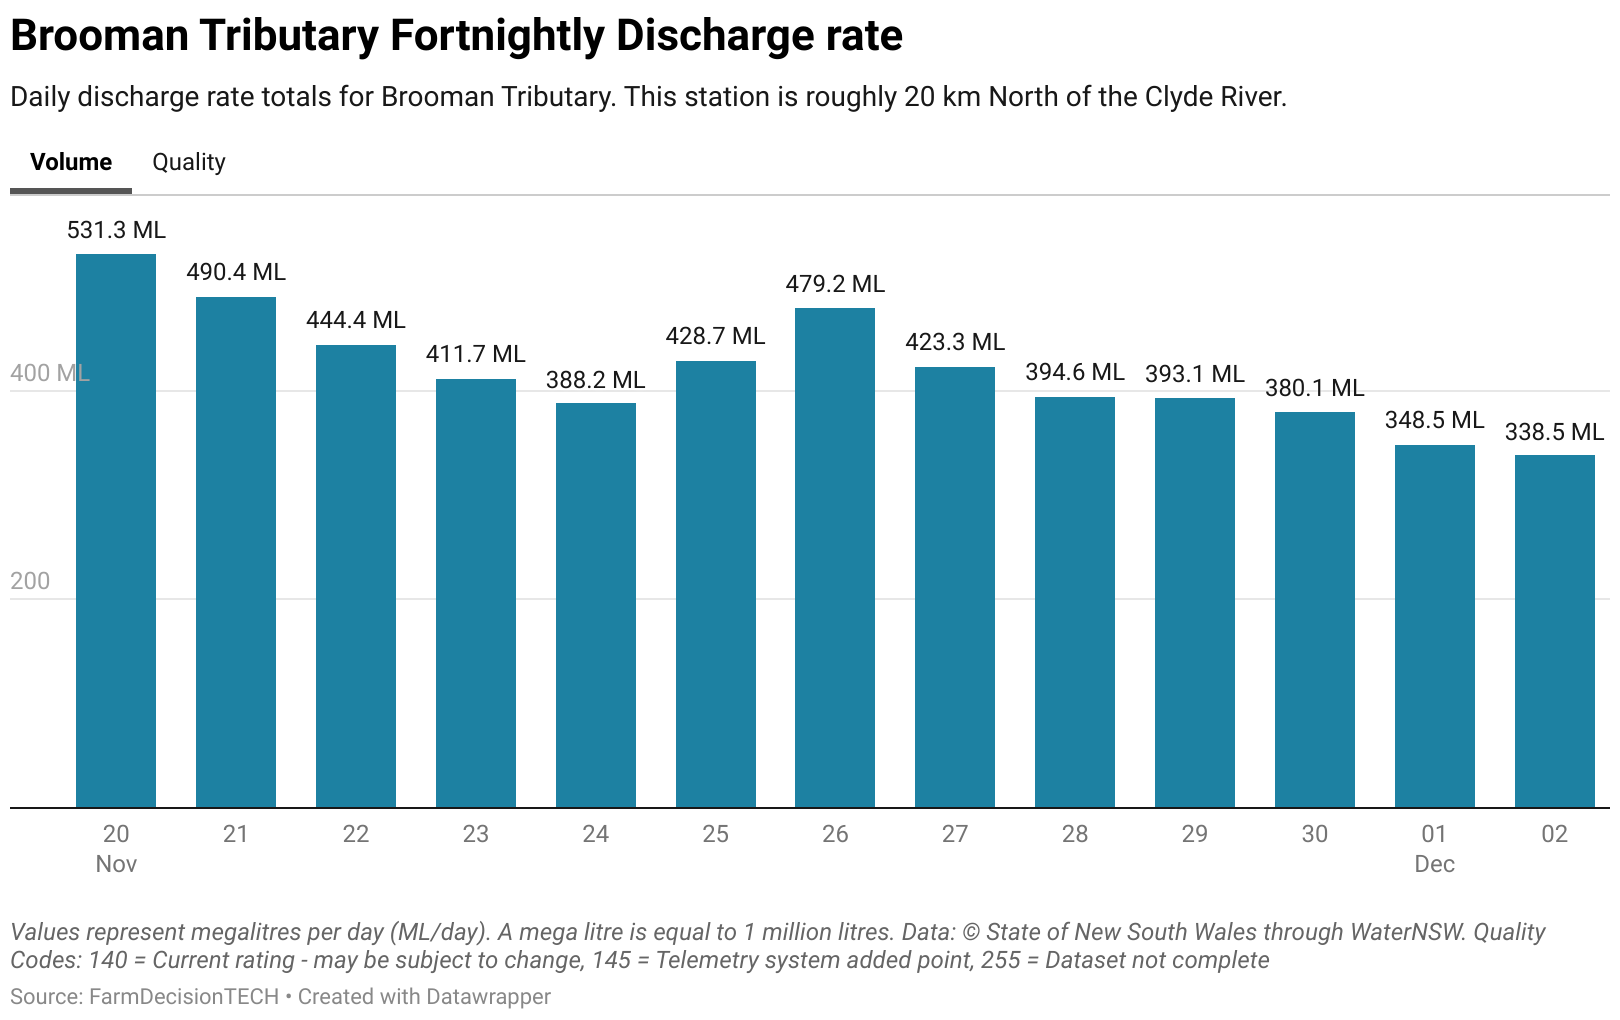 Brooman Tributary Fortnightly Discharge rate
Daily discharge rate totals for Brooman Tributary. This station is roughly 20 km North of the Clyde River.
Volume Quality
531.3 ML
490.4 ML
444.4 ML
411.7 ML
388.2 ML
428.7 ML
479.2 ML
423.3 ML
394.6 ML
393.1 ML
380.1 ML
348.5 ML
338.5 ML
400 ML
200
20 21 22 23 24 25 26 27 28 29 30 01 02
Nov Dec
Values represent megalitres per day (ML/day). A mega litre is equal to 1 million litres. Data: © State of New South Wales through WaterNSW. Quality
Codes: 140 = Current rating - may be subject to change, 145 = Telemetry system added point, 255 = Dataset not complete
Source: FarmDecisionTECH • Created with Datawrapper